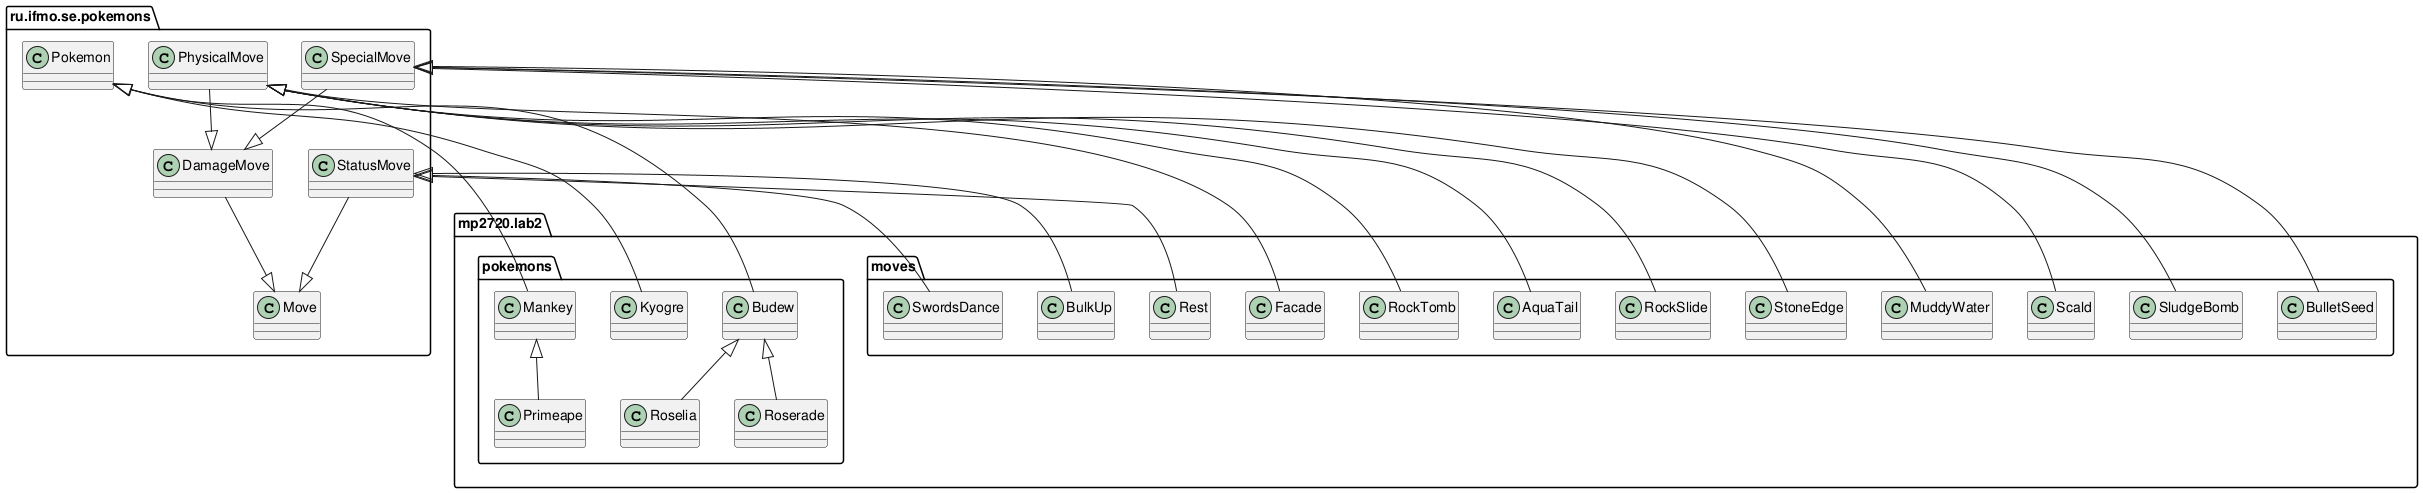 ru.ifmo.se.pokemons
C Pokemon
C PhysicalMove
C SpecialMove
C DamageMove
C StatusMove
C Move
mp2720.lab2
pokemons
C Mankey
C Kyogre
C Budew
C Primeape
C Roselia
C Roserade
moves
C SwordsDance
C BulkUp
C Rest
C Facade
C RockTomb
C AquaTail
C RockSlide
C StoneEdge
C MuddyWater
C Scald
C SludgeBomb
C BulletSeed